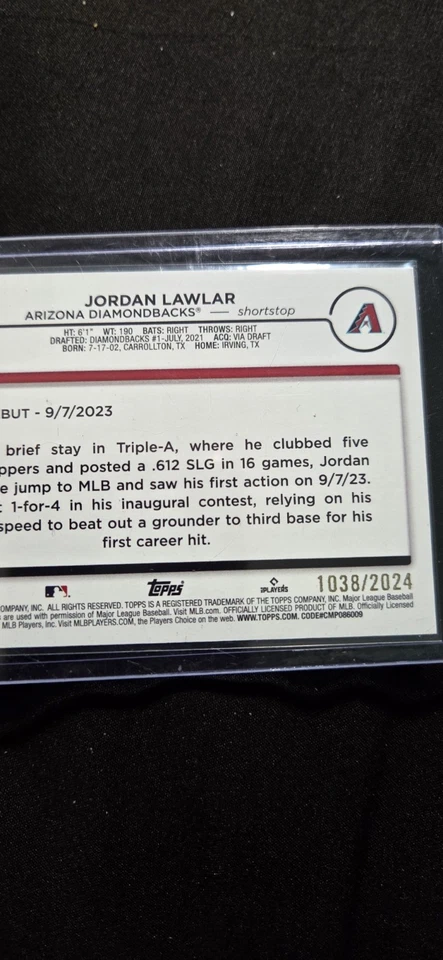 JORDAN LAWLAR
ARIZONA DIAMONDBACKS® — shortstop
A
HT: 6'1" WT: 190 BATS: RIGHT THROWS: RIGHT
DRAFTED: DIAMONDBACKS #1-JULY, 2021 ACQ: VIA DRAFT
BORN: 7-17-02, CARROLLTON, TX HOME: IRVING, TX
BUT - 9/7/2023
brief stay in Triple-A, where he clubbed five
ppers and posted a .612 SLG in 16 games, Jordan
e jump to MLB and saw his first action on 9/7/23.
1-for-4 in his inaugural contest, relying on his
speed to beat out a grounder to third base for his
first career hit.
Topps
PLAYERS
1038/2024
OMPANY, INC. ALL RIGHTS RESERVED. TOPPS IS A REGISTERED TRADEMARK OF THE TOPPS COMPANY, INC. Major League Baseball
are used with permission of Major League Baseball. Visit MLB.com. OFFICIALLY LICENSED PRODUCT OF MLB. Officially Licensed
MLB Players, Inc. Visit MLBPLAYERS.COM, the Players Choice on the web. WWW.TOPPS.COM. CODE#CMP086009